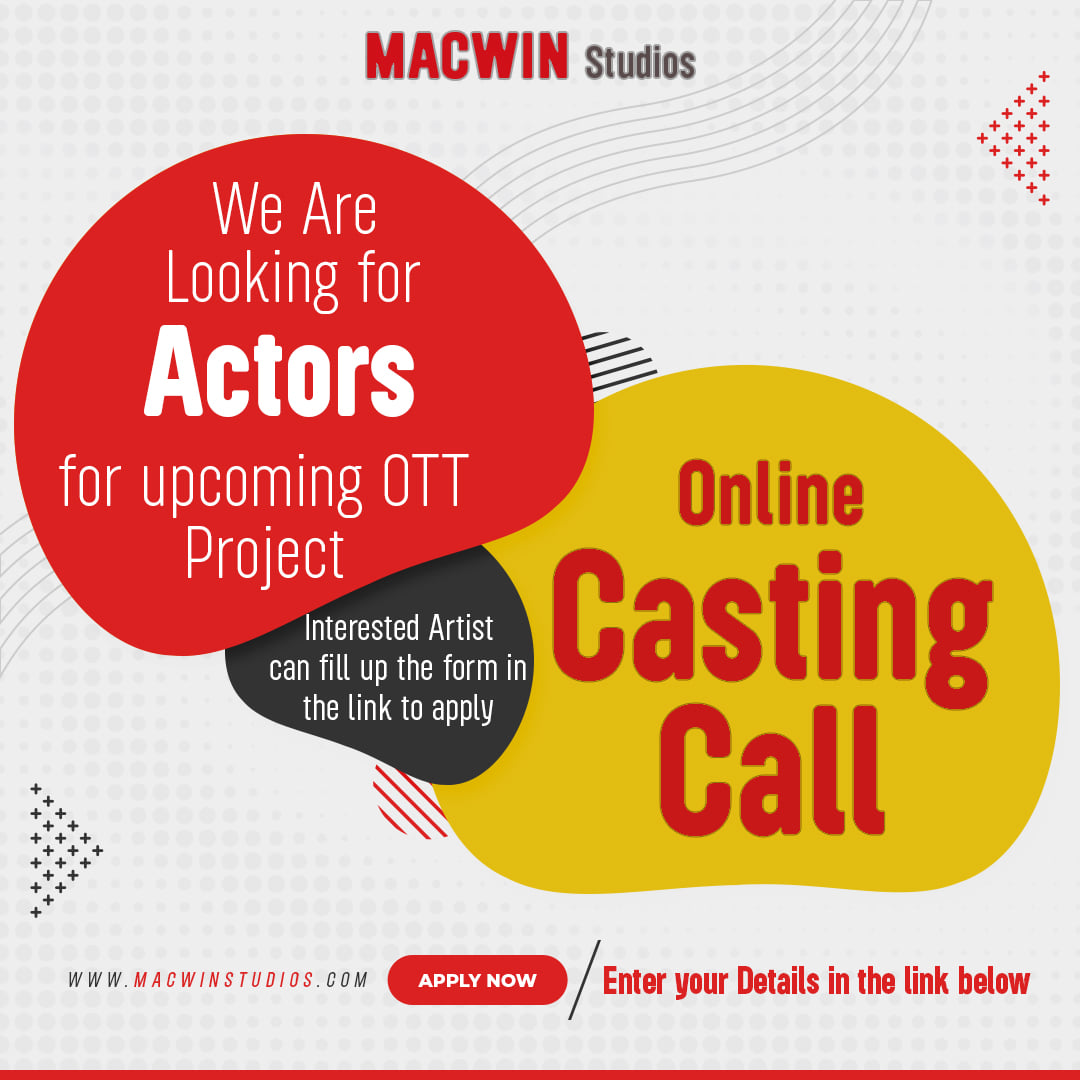 MACWIN Studios
We Are
Looking for
Actors
for upcoming OTT
Project
Interested Artist
can fill up the form in
the link to apply
Online
Casting
Call
WWW.MACWINSTUDIOS.COM
APPLY NOW
Enter your Details in the link below